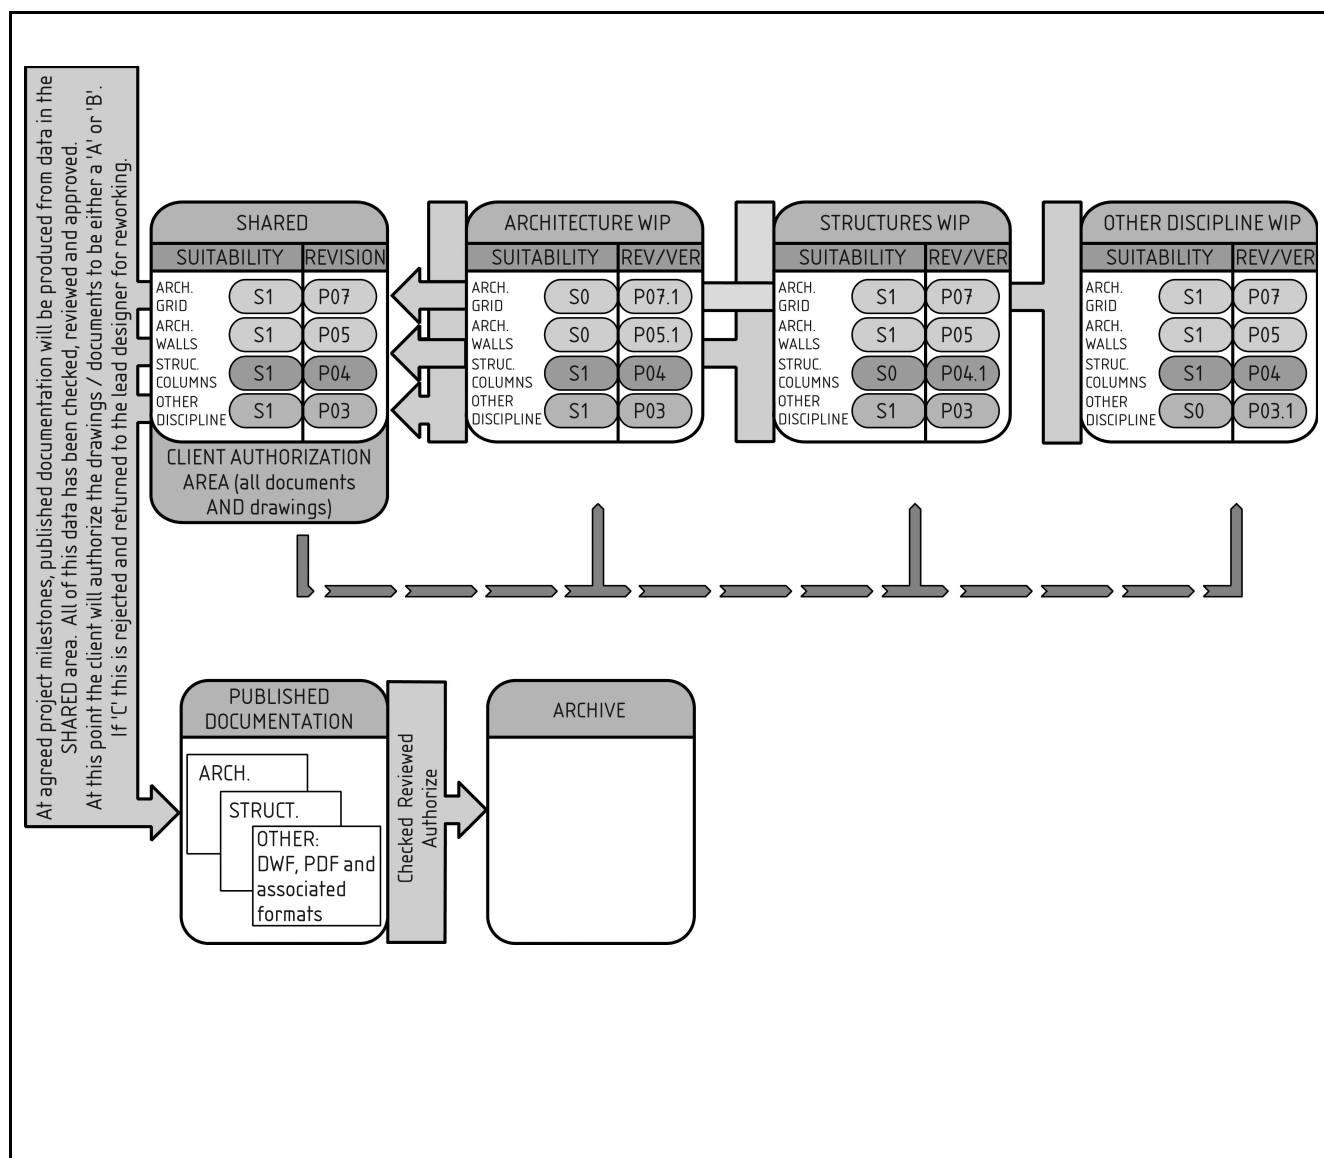 At agreed project milestones, published documentation will be produced from data in the
SHARED area. All of this data has been checked, reviewed and approved.
At this point the client will authorize the drawings / documents to be either a 'A' or 'B'.
If 'C' this is rejected and returned to the lead designer for reworking.
SHARED
SUITABILITY REVISION
ARCH.
GRID
S1 P07
ARCH.
WALLS
S1 P05
STRUC.
COLUMNS
S1 P04
OTHER
DISCIPLINE
S1 P03
CLIENT AUTHORIZATION
AREA (all documents
AND drawings)
ARCHITECTURE WIP
SUITABILITY REV/VER
ARCH.
GRID
S0 P07.1
ARCH.
WALLS
S0 P05.1
STRUC.
COLUMNS
S1 P04
OTHER
DISCIPLINE
S1 P03
STRUCTURES WIP
SUITABILITY REV/VER
ARCH.
GRID
S1 P07
ARCH.
WALLS
S1 P05
STRUC.
COLUMNS
S0 P04.1
OTHER
DISCIPLINE
S1 P03
OTHER DISCIPLINE WIP
SUITABILITY REV/VER
ARCH.
GRID
S1 P07
ARCH.
WALLS
S1 P05
STRUC.
COLUMNS
S1 P04
OTHER
DISCIPLINE
S0 P03.1
PUBLISHED
DOCUMENTATION
ARCH.
STRUCT.
OTHER:
DWF, PDF and
associated
formats
Checked Reviewed
Authorize
ARCHIVE